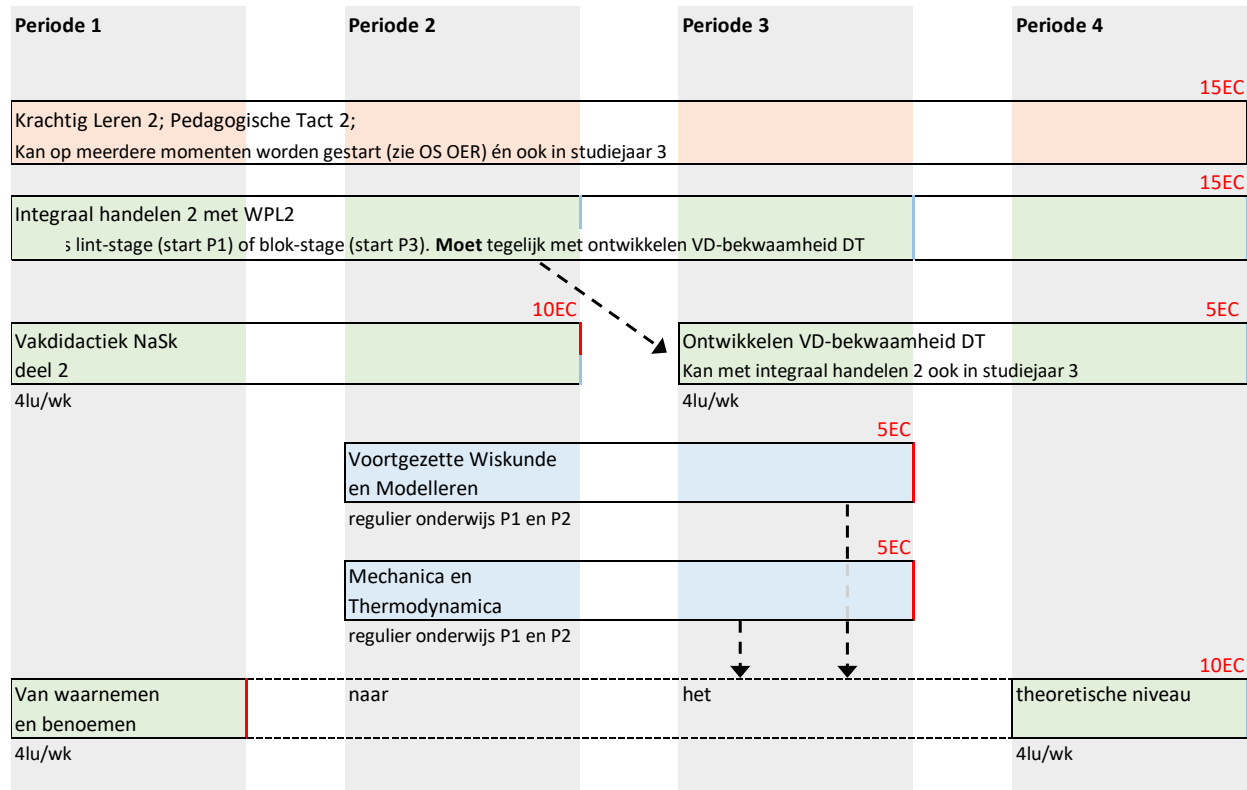 Periode 1
Periode 2
Periode 3
Periode 4
15EC
Krachtig Leren 2; Pedagogische Tact 2;
Kan op meerdere momenten worden gestart (zie OS OER) én ook in studiejaar 3
15EC
Integraal handelen 2 met WPL2
s lint-stage (start P1) of blok-stage (start P3). Moet tegelijk met ontwikkelen VD-bekwaamheid DT
10EC
5EC
Vakdidactiek NaSk
deel 2
4lu/wk
Ontwikkelen VD-bekwaamheid DT
Kan met integraal handelen 2 ook in studiejaar 3
4lu/wk
5EC
Voortgezette Wiskunde
en Modelleren
regulier onderwijs P1 en P2
5EC
Mechanica en
Thermodynamica
regulier onderwijs P1 en P2
10EC
Van waarnemen
en benoemen
naar
het
theoretische niveau
4lu/wk
4lu/wk